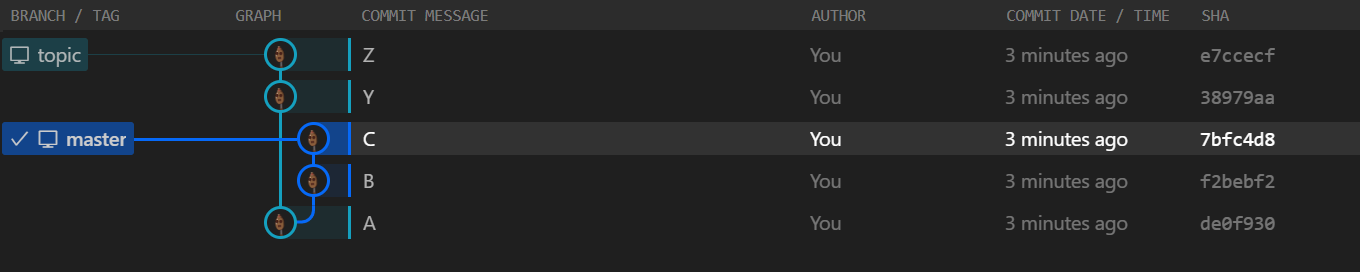 BRANCH / TAG GRAPH COMMIT MESSAGE AUTHOR COMMIT DATE / TIME SHA
topic Z You 3 minutes ago e7ccecf
Y You 3 minutes ago 38979aa
master C You 3 minutes ago 7bfc4d8
B You 3 minutes ago f2bebf2
A You 3 minutes ago de0f930